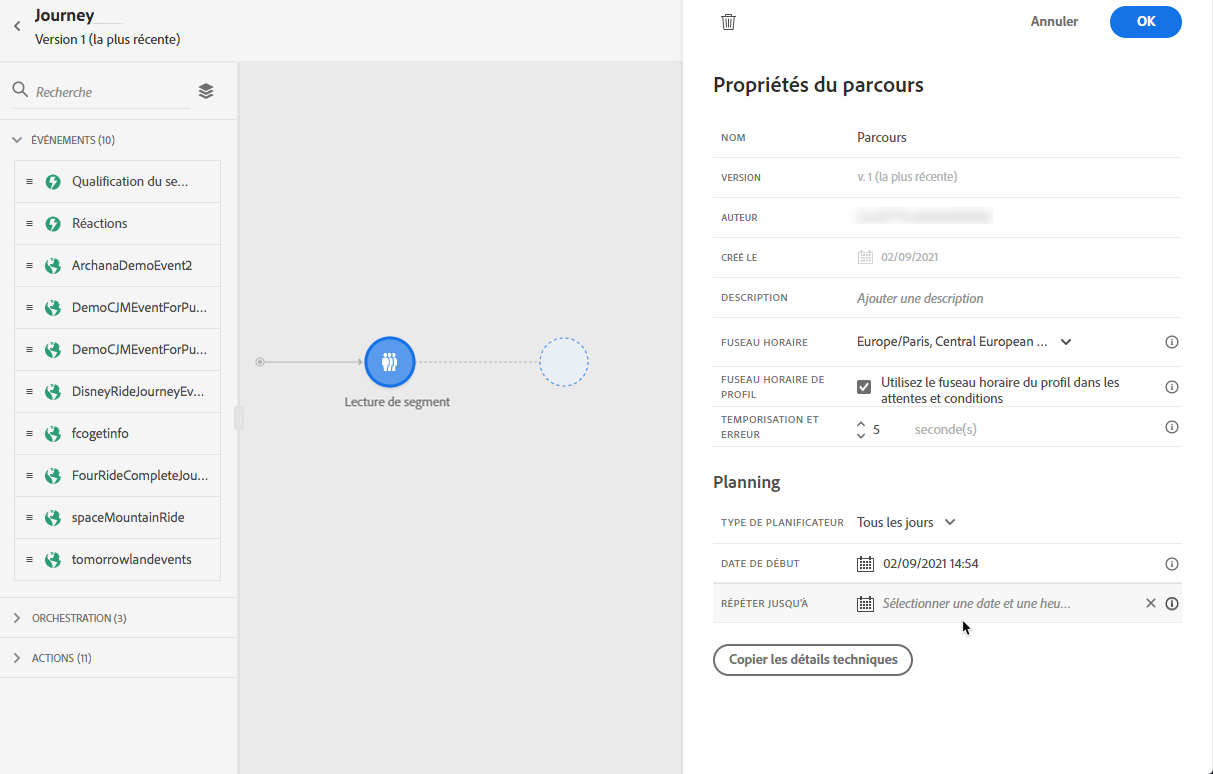 Journey
Version 1 (la plus récente)
Recherche
ÉVÉNEMENTS (10)
Qualification du se...
Réactions
ArchanaDemoEvent2
DemoCJMEventForPu...
DemoCJMEventForPu...
DisneyRideJourneyEv...
fcogetinfo
FourRideCompleteJou...
spaceMountainRide
tomorrowlandevents
ORCHESTRATION (3)
ACTIONS (11)
Lecture de segment
Annuler
OK
Propriétés du parcours
NOM
Parcours
VERSION
v. 1 (la plus récente)
AUTEUR
CRÉÉ LE
02/09/2021
DESCRIPTION
Ajouter une description
FUSEAU HORAIRE
Europe/Paris, Central European ...
FUSEAU HORAIRE DE
PROFIL
Utilisez le fuseau horaire du profil dans les
attentes et conditions
TEMPORISATION ET
ERREUR
5
seconde(s)
Planning
TYPE DE PLANIFICATEUR
Tous les jours
DATE DE DÉBUT
02/09/2021 14:54
RÉPÉTER JUSQU'À
Sélectionner une date et une heu...
Copier les détails techniques